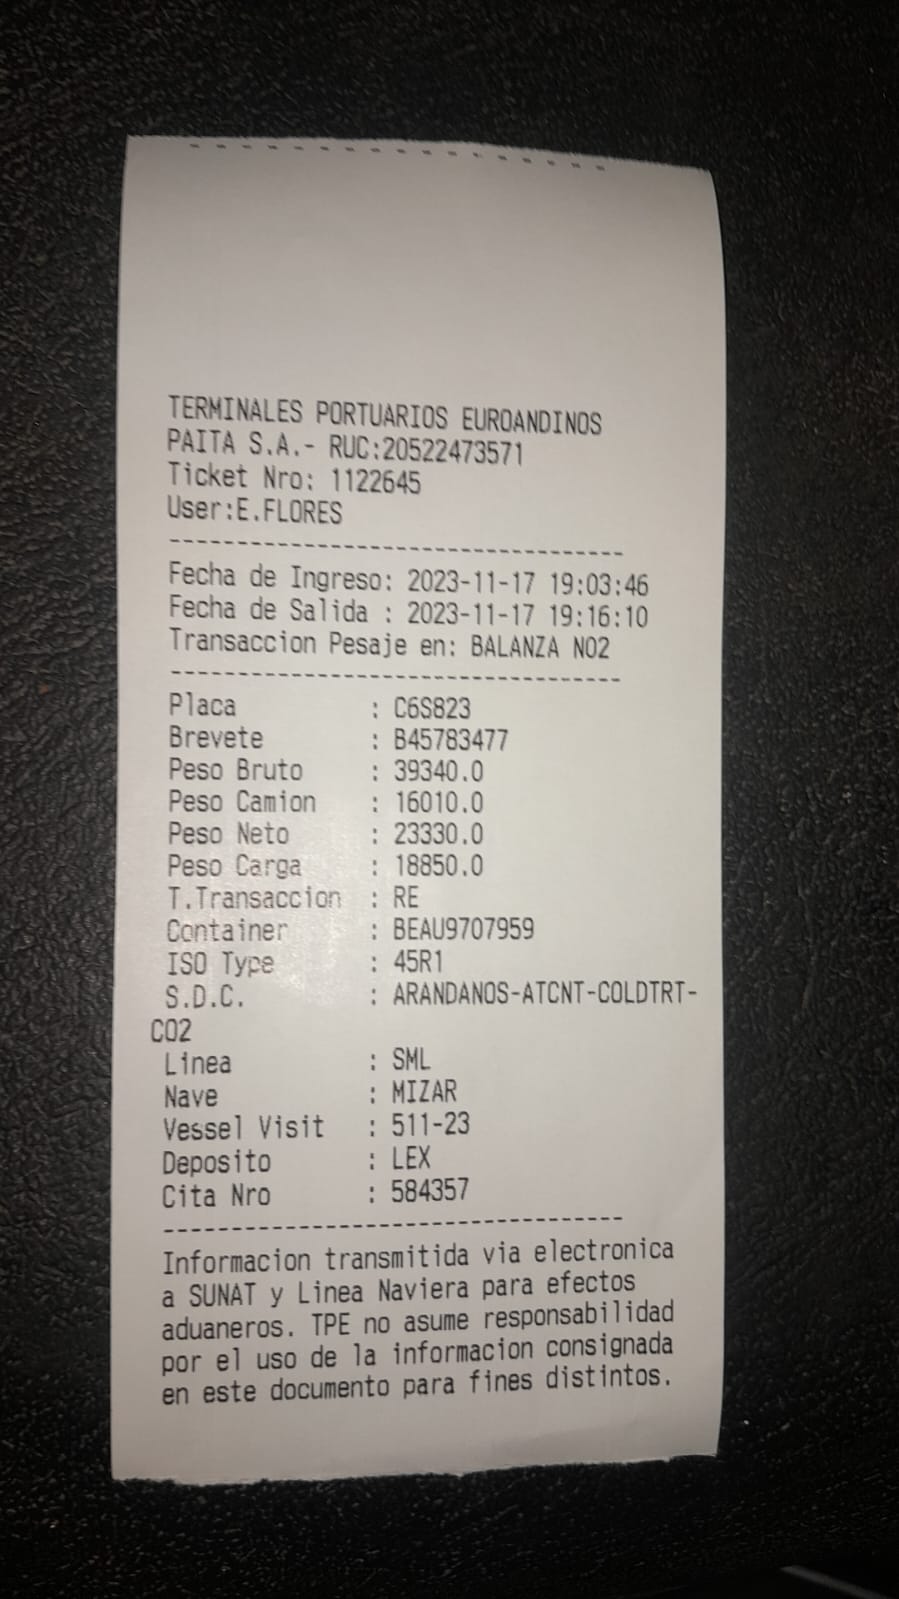 TERMINALES PORTUARIOS EUROANDINOS
PAITA S.A.- RUC:20522473571
Ticket Nro: 1122645
User:E.FLORES
----------------------------------
Fecha de Ingreso: 2023-11-17 19:03:46
Fecha de Salida : 2023-11-17 19:16:10
Transaccion Pesaje en: BALANZA NO2
----------------------------------
Placa : C6S823
Brevete : B45783477
Peso Bruto : 39340.0
Peso Camion : 16010.0
Peso Neto : 23330.0
Peso Carga : 18850.0
T.Transaccion : RE
Container : BEAU9707959
ISO Type : 45R1
S.D.C. : ARANDANOS-ATCNT-COLDTRT-
CO2
Linea : SML
Nave : MIZAR
Vessel Visit : 511-23
Deposito : LEX
Cita Nro : 584357
----------------------------------
Informacion transmitida via electronica
a SUNAT y Linea Naviera para efectos
aduaneros. TPE no asume responsabilidad
por el uso de la informacion consignada
en este documento para fines distintos.